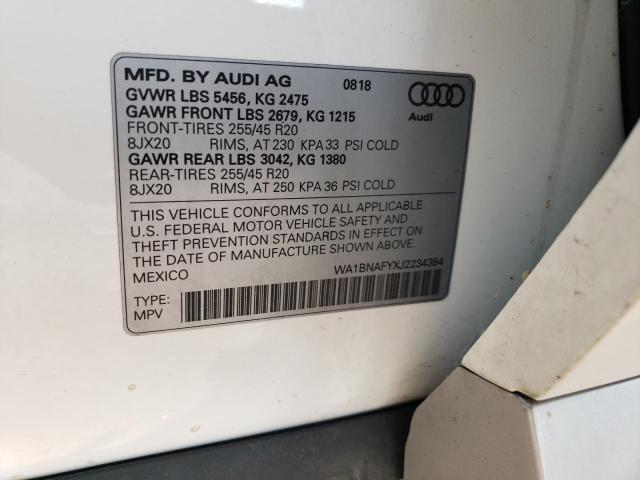 MFD. BY AUDI AG 0818
GVWR LBS 5456, KG 2475
GAWR FRONT LBS 2679, KG 1215
FRONT-TIRES 255/45 R20
8JX20 RIMS, AT 230 KPA 33 PSI COLD
GAWR REAR LBS 3042, KG 1380
REAR-TIRES 255/45 R20
8JX20 RIMS, AT 250 KPA 36 PSI COLD
Audi
THIS VEHICLE CONFORMS TO ALL APPLICABLE
U.S. FEDERAL MOTOR VEHICLE SAFETY AND
THEFT PREVENTION STANDARDS IN EFFECT ON
THE DATE OF MANUFACTURE SHOWN ABOVE.
MEXICO WA1BNAFYXJ2234384
TYPE:
MPV